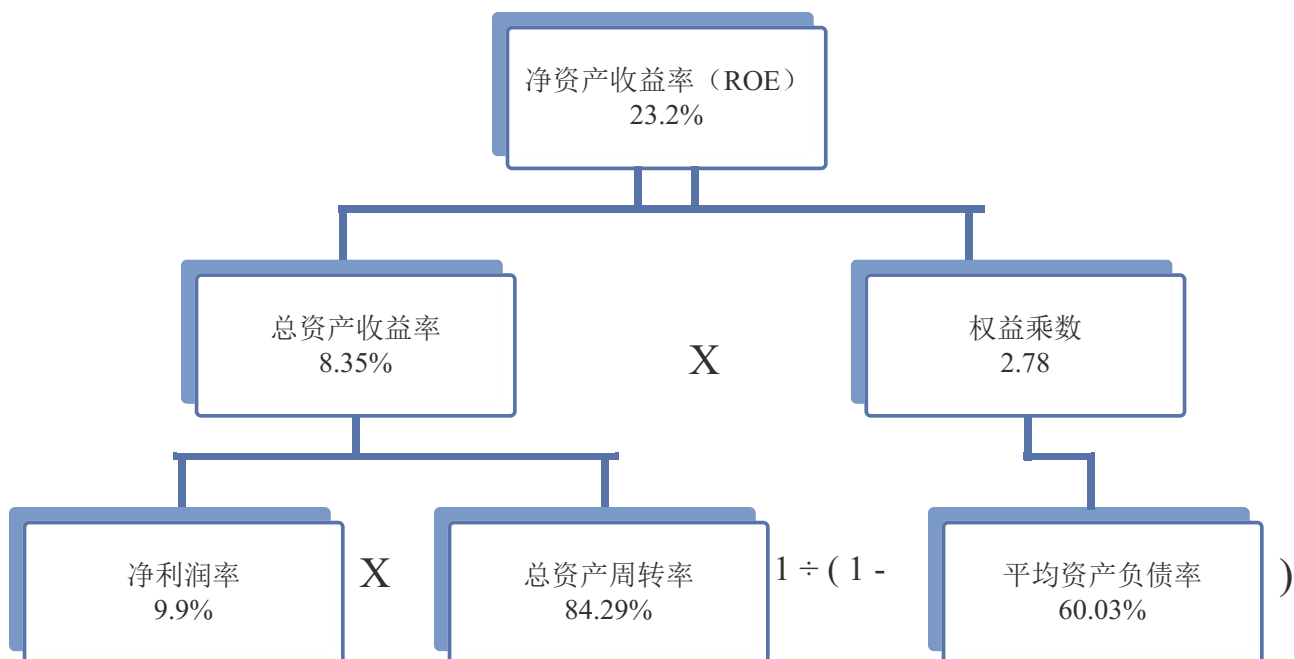 净资产收益率（ROE）
23.2%
总资产收益率
8.35%
X
权益乘数
2.78
净利润率
9.9%
X
总资产周转率
84.29%
1 ÷ ( 1 -
平均资产负债率
60.03%
)